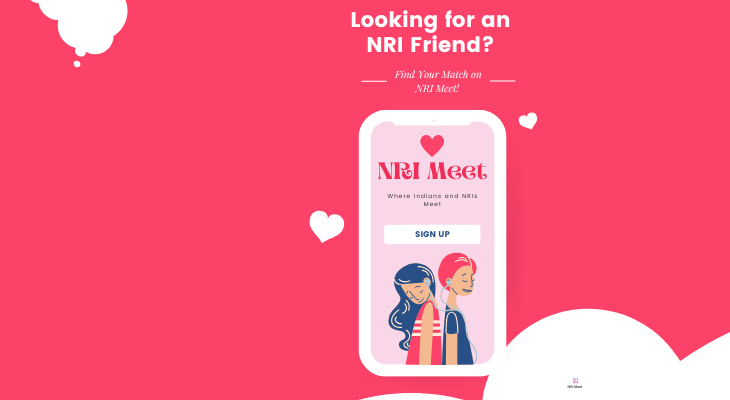 Looking for an
NRI Friend?
Find Your Match on
NRI Meet!
NRI Meet
Where Indians and NRIs
Meet
SIGN UP
NRI Meet